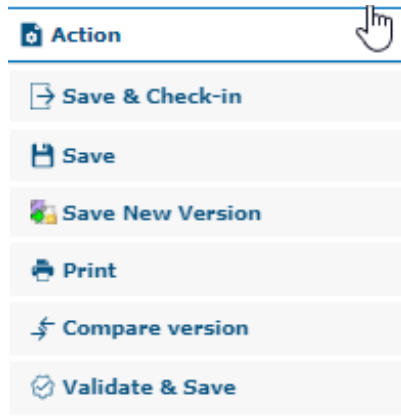 Action
Save & Check-in
Save
Save New Version
Print
Compare version
Validate & Save